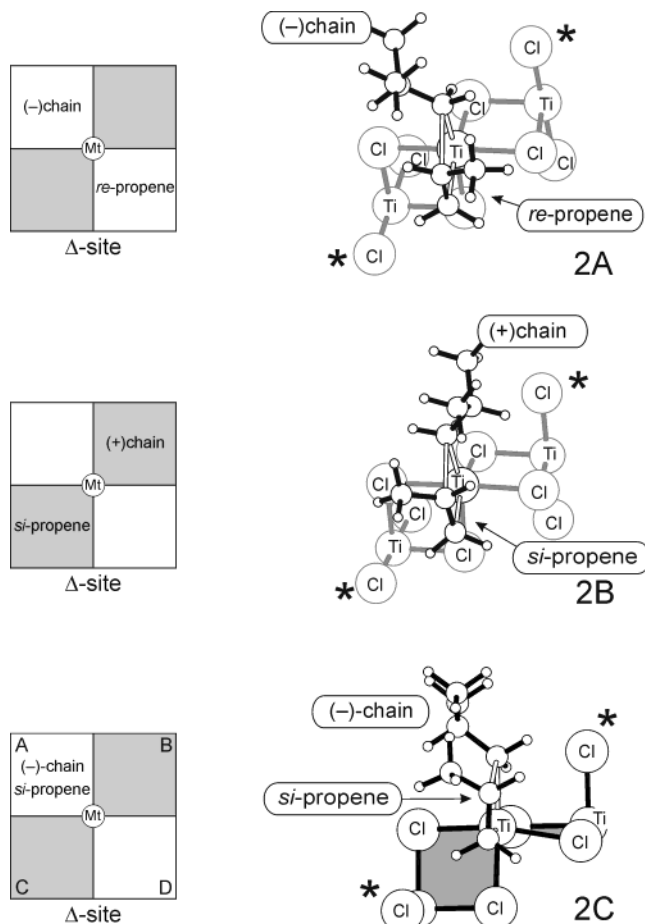 (–)chain
Mt
re-propene
Δ-site
(–)chain
Cl
*
Cl
Ti
Cl
Cl
Ti
Cl
Cl
Cl
Ti
re-propene
Cl
*
2A
(+)chain
Mt
si-propene
Δ-site
(+)chain
Cl
*
Cl
Ti
Cl
Ti
Cl
Cl
Cl
Ti
Cl
si-propene
Cl
*
2B
A
B
(–)-chain
si-propene
Mt
C
D
Δ-site
(–)-chain
*
Cl
si-propene
Cl
Ti
Ti
Cl
*
Cl
Cl
2C